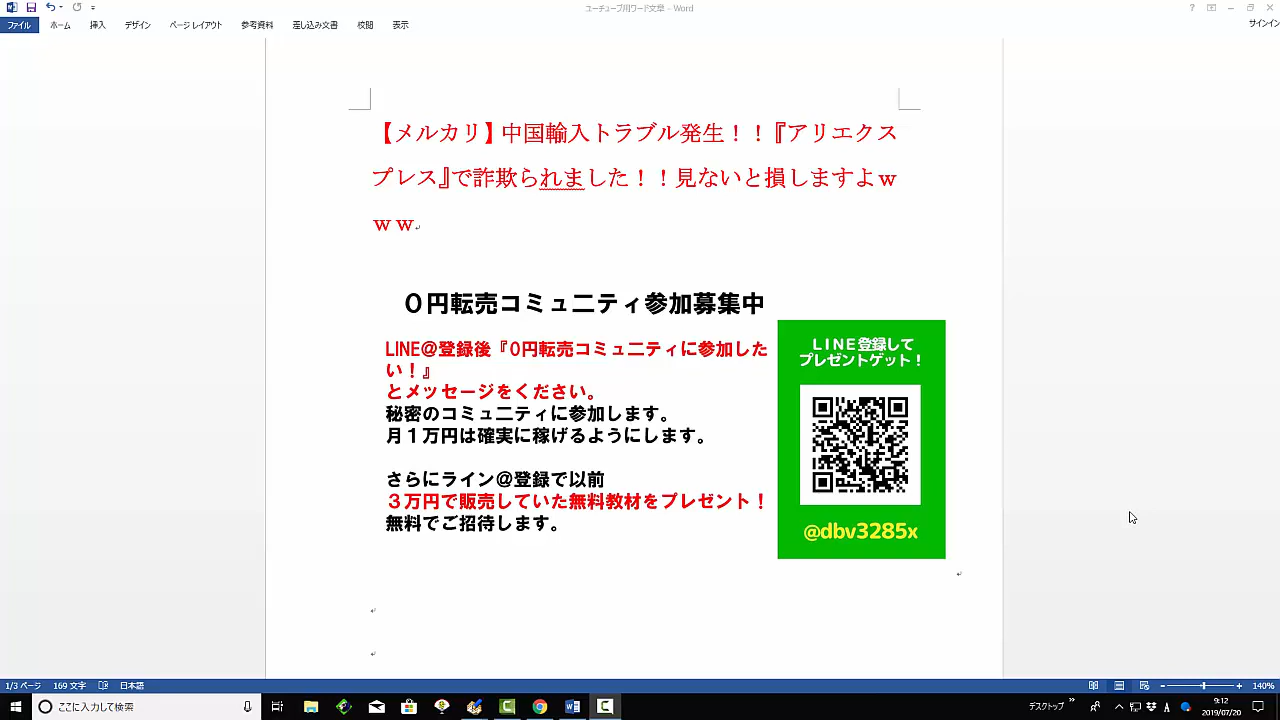 ユーチューブ用ワード文章 - Word
サインイン
ファイル
ホーム
挿入
デザイン
ページ レイアウト
参考資料
差し込み文書
校閲
表示
【メルカリ】中国輸入トラブル発生！！『アリエクス
プレス』で詐欺られました！！見ないと損しますよｗ
ｗｗ
０円転売コミュニティ参加募集中
LINE@登録後『0円転売コミュニティに参加した
い！』
とメッセージをください。
秘密のコミュニティに参加します。
月１万円は確実に稼げるようにします。
さらにライン@登録で以前
３万円で販売していた無料教材をプレゼント！
無料でご招待します。
ＬＩＮＥ登録して
プレゼントゲット！
@dbv3285x
1/3 ページ
169 文字
日本語
140%
ここに入力して検索
デスクトップ
9:12
2019/07/20